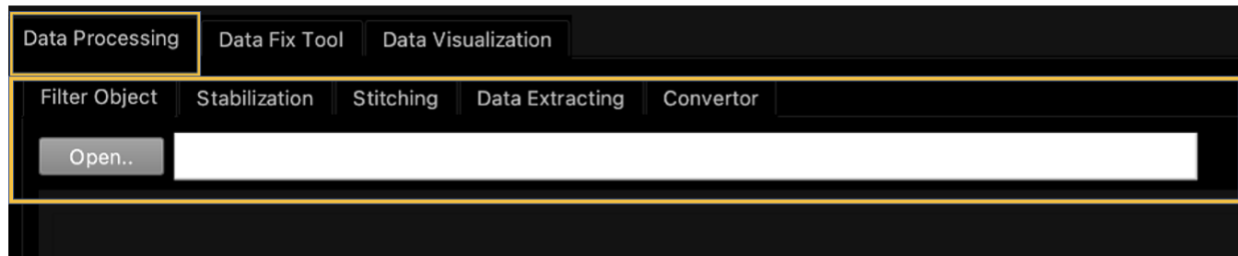 Data Processing Data Fix Tool Data Visualization
Filter Object Stabilization Stitching Data Extracting Convertor
Open..